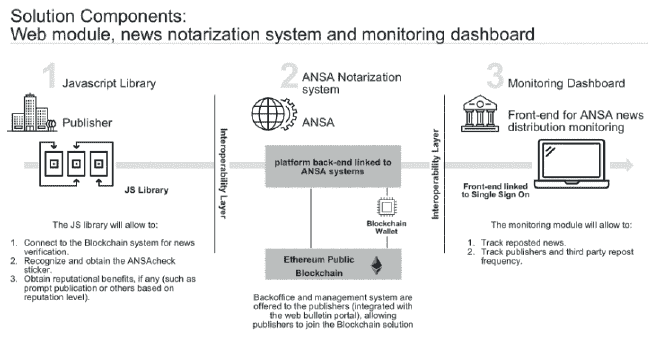 Solution Components:
Web module, news notarization system and monitoring dashboard
1 Javascript Library
Publisher
JS Library
The JS library will allow to:
1. Connect to the Blockchain system for news
verification.
2. Recognize and obtain the ANSAcheck
sticker.
3. Obtain reputational benefits, if any (such as
prompt publication or others based on
reputation level).
Interoperability Layer
2 ANSA Notarization
system
ANSA
platform back-end linked to
ANSA systems
Blockchain
Wallet
Ethereum Public
Blockchain
Backoffice and management system are
offered to the publishers (integrated with
the web bulletin portal), allowing
publishers to join the Blockchain solution
Interoperability Layer
3 Monitoring Dashboard
Front-end for ANSA news
distribution monitoring
Front-end linked
to Single Sign On
The monitoring module will allow to:
1. Track reposted news.
2. Track publishers and third party repost
frequency.